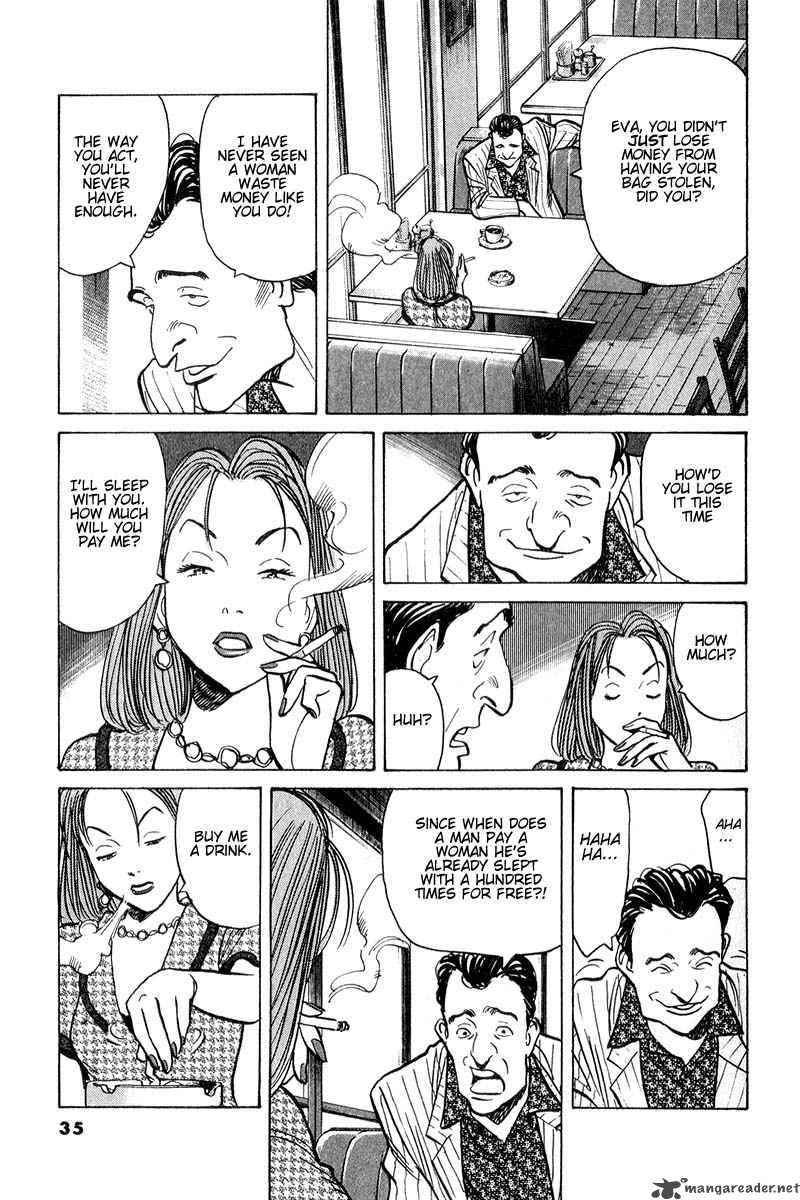 EVA, YOU DIDN'T
JUST LOSE
MONEY FROM
HAVING YOUR
BAG STOLEN,
DID YOU?
I HAVE
NEVER SEEN
A WOMAN
WASTE
MONEY LIKE
YOU DO!
THE WAY
YOU ACT,
YOU'LL
NEVER
HAVE
ENOUGH.
HOW'D
YOU LOSE
IT THIS
TIME
I'LL SLEEP
WITH YOU.
HOW MUCH
WILL YOU
PAY ME?
HOW
MUCH?
HUH?
AHA
...
HAHA
HA...
SINCE WHEN DOES
A MAN PAY A
WOMAN HE'S
ALREADY SLEPT
WITH A HUNDRED
TIMES FOR FREE?!
BUY ME
A DRINK.
35
mangareader.net